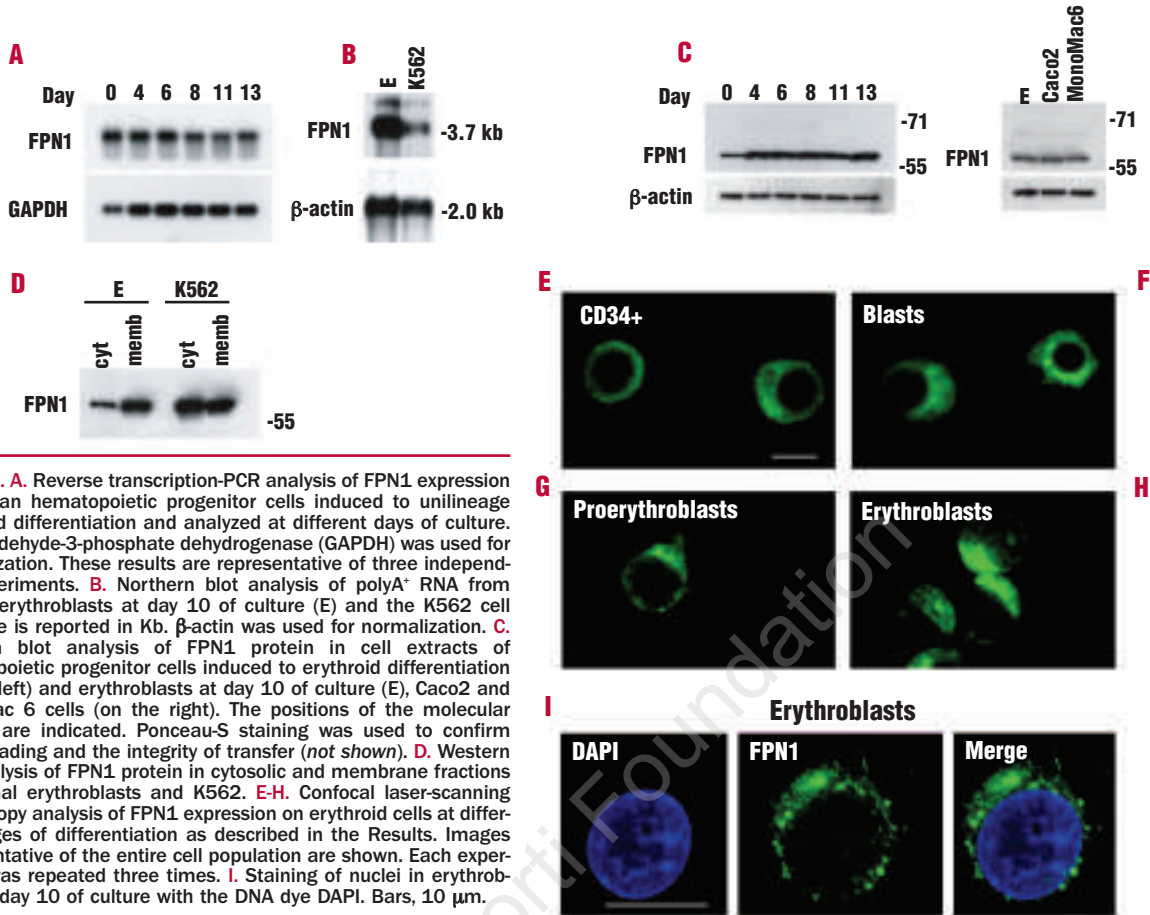 A
Day 0 4 6 8 11 13
FPN1
GAPDH
B
E K562
FPN1 -3.7 kb
β-actin -2.0 kb
C
Day 0 4 6 8 11 13
-71
FPN1
-55
β-actin
E Caco2 MonoMac6
-71
FPN1
-55
D
E K562
cyt memb cyt memb
FPN1
-55
E
CD34+
F
Blasts
G
Proerythroblasts
H
Erythroblasts
I
Erythroblasts
DAPI FPN1 Merge
. A. Reverse transcription-PCR analysis of FPN1 expression
an hematopoietic progenitor cells induced to unilineage
d differentiation and analyzed at different days of culture.
dehyde-3-phosphate dehydrogenase (GAPDH) was used for
ization. These results are representative of three independ-
eriments. B. Northern blot analysis of polyA+ RNA from
erythroblasts at day 10 of culture (E) and the K562 cell
e is reported in Kb. β-actin was used for normalization. C.
n blot analysis of FPN1 protein in cell extracts of
poietic progenitor cells induced to erythroid differentiation
left) and erythroblasts at day 10 of culture (E), Caco2 and
ac 6 cells (on the right). The positions of the molecular
are indicated. Ponceau-S staining was used to confirm
ading and the integrity of transfer (not shown). D. Western
alysis of FPN1 protein in cytosolic and membrane fractions
al erythroblasts and K562. E-H. Confocal laser-scanning
opy analysis of FPN1 expression on erythroid cells at differ-
ges of differentiation as described in the Results. Images
entative of the entire cell population are shown. Each exper-
was repeated three times. I. Staining of nuclei in erythrob-
day 10 of culture with the DNA dye DAPI. Bars, 10 μm.
orti Foundation